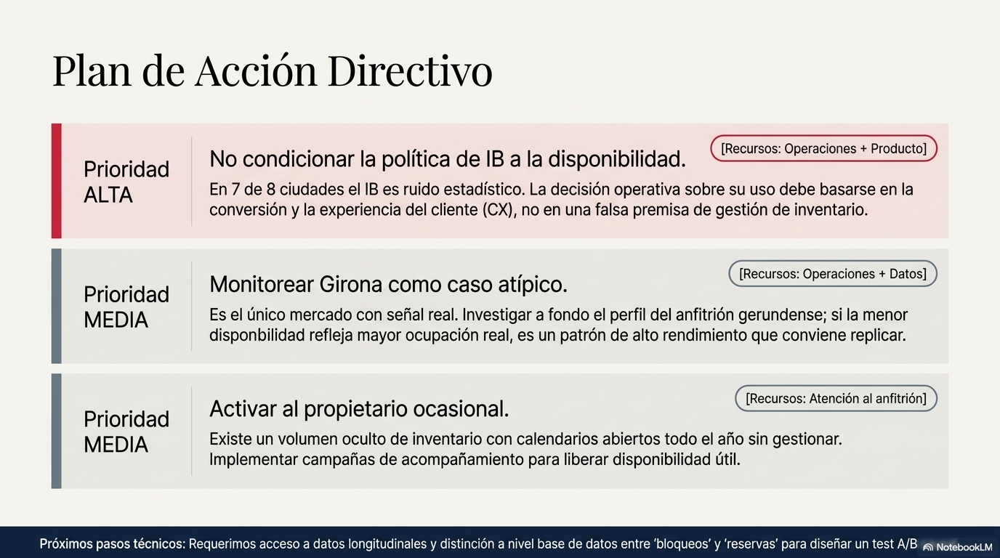 Plan de Acción Directivo
Prioridad
ALTA
No condicionar la política de IB a la disponibilidad.
[Recursos: Operaciones + Producto]
En 7 de 8 ciudades el IB es ruido estadístico. La decisión operativa sobre su uso debe basarse en la
conversión y la experiencia del cliente (CX), no en una falsa premisa de gestión de inventario.
Prioridad
MEDIA
Monitorear Girona como caso atípico.
[Recursos: Operaciones + Datos]
Es el único mercado con señal real. Investigar a fondo el perfil del anfitrión gerundense; si la menor
disponbilidad refleja mayor ocupación real, es un patrón de alto rendimiento que conviene replicar.
Prioridad
MEDIA
Activar al propietario ocasional.
[Recursos: Atención al anfitrión]
Existe un volumen oculto de inventario con calendarios abiertos todo el año sin gestionar.
Implementar campañas de acompañamiento para liberar disponibilidad útil.
Próximos pasos técnicos: Requerimos acceso a datos longitudinales y distinción a nivel base de datos entre ‘bloqueos’ y ‘reservas’ para diseñar un test A/B
NotebookLM